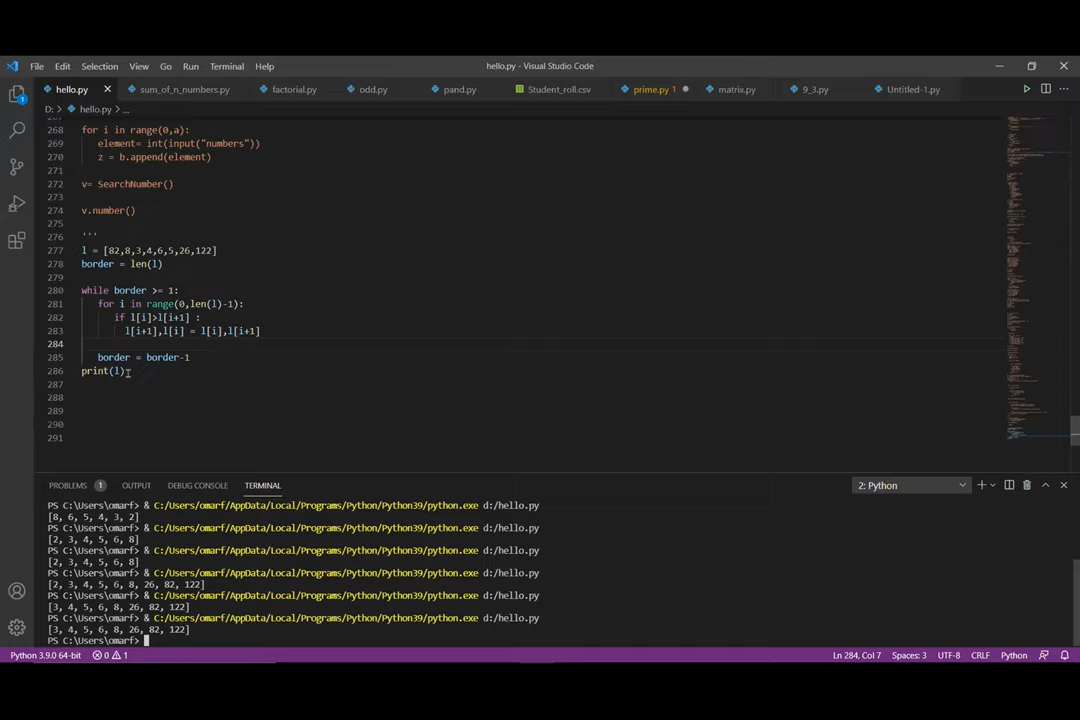 File Edit Selection View Go Run Terminal Help hello.py - Visual Studio Code
hello.py sum_of_n_numbers.py factorial.py odd.py pand.py Student_roll.csv prime.py 1 matrix.py 9_3.py Untitled-1.py
D: > hello.py > ...
268 for i in range(0,a):
269 element= int(input("numbers"))
270 z = b.append(element)
271
272 v= SearchNumber()
273
274 v.number()
275
276 '''
277 l = [82,8,3,4,6,5,26,122]
278 border = len(l)
279
280 while border >= 1:
281 for i in range(0,len(l)-1):
282 if l[i]>l[i+1] :
283 l[i+1],l[i] = l[i],l[i+1]
284
285 border = border-1
286 print(l)
287
288
289
290
291
PROBLEMS 1 OUTPUT DEBUG CONSOLE TERMINAL 2: Python
PS C:\Users\omarf> & C:/Users/omarf/AppData/Local/Programs/Python/Python39/python.exe d:/hello.py
[8, 6, 5, 4, 3, 2]
PS C:\Users\omarf> & C:/Users/omarf/AppData/Local/Programs/Python/Python39/python.exe d:/hello.py
[2, 3, 4, 5, 6, 8]
PS C:\Users\omarf> & C:/Users/omarf/AppData/Local/Programs/Python/Python39/python.exe d:/hello.py
[2, 3, 4, 5, 6, 8]
PS C:\Users\omarf> & C:/Users/omarf/AppData/Local/Programs/Python/Python39/python.exe d:/hello.py
[2, 3, 4, 5, 6, 8, 26, 82, 122]
PS C:\Users\omarf> & C:/Users/omarf/AppData/Local/Programs/Python/Python39/python.exe d:/hello.py
[3, 4, 5, 6, 8, 26, 82, 122]
PS C:\Users\omarf> & C:/Users/omarf/AppData/Local/Programs/Python/Python39/python.exe d:/hello.py
[3, 4, 5, 6, 8, 26, 82, 122]
PS C:\Users\omarf>
Python 3.9.0 64-bit 0 1 Ln 284, Col 7 Spaces: 3 UTF-8 CRLF Python